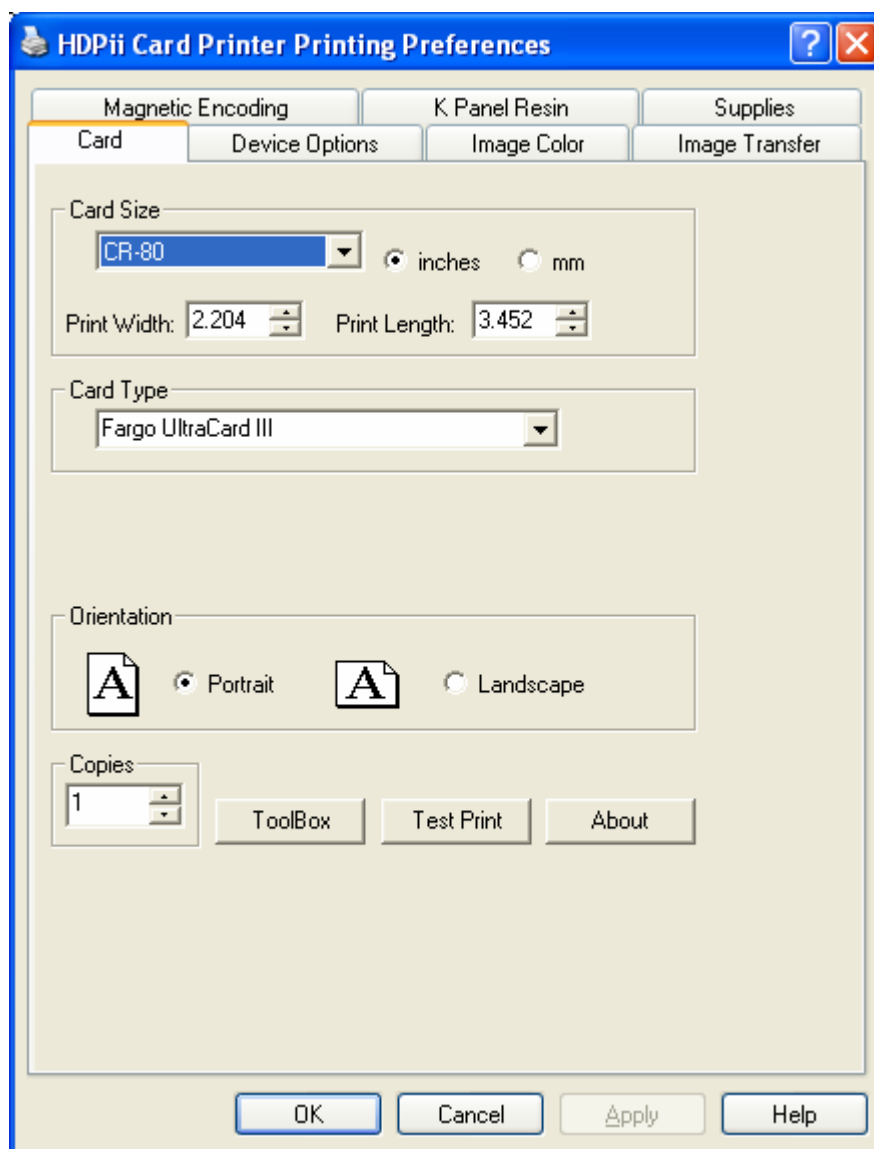 HDPii Card Printer Printing Preferences
Magnetic Encoding K Panel Resin Supplies
Card Device Options Image Color Image Transfer
Card Size
CR-80 inches mm
Print Width: 2.204 Print Length: 3.452
Card Type
Fargo UltraCard III
Orientation
A Portrait A Landscape
Copies
1 ToolBox Test Print About
OK Cancel Apply Help